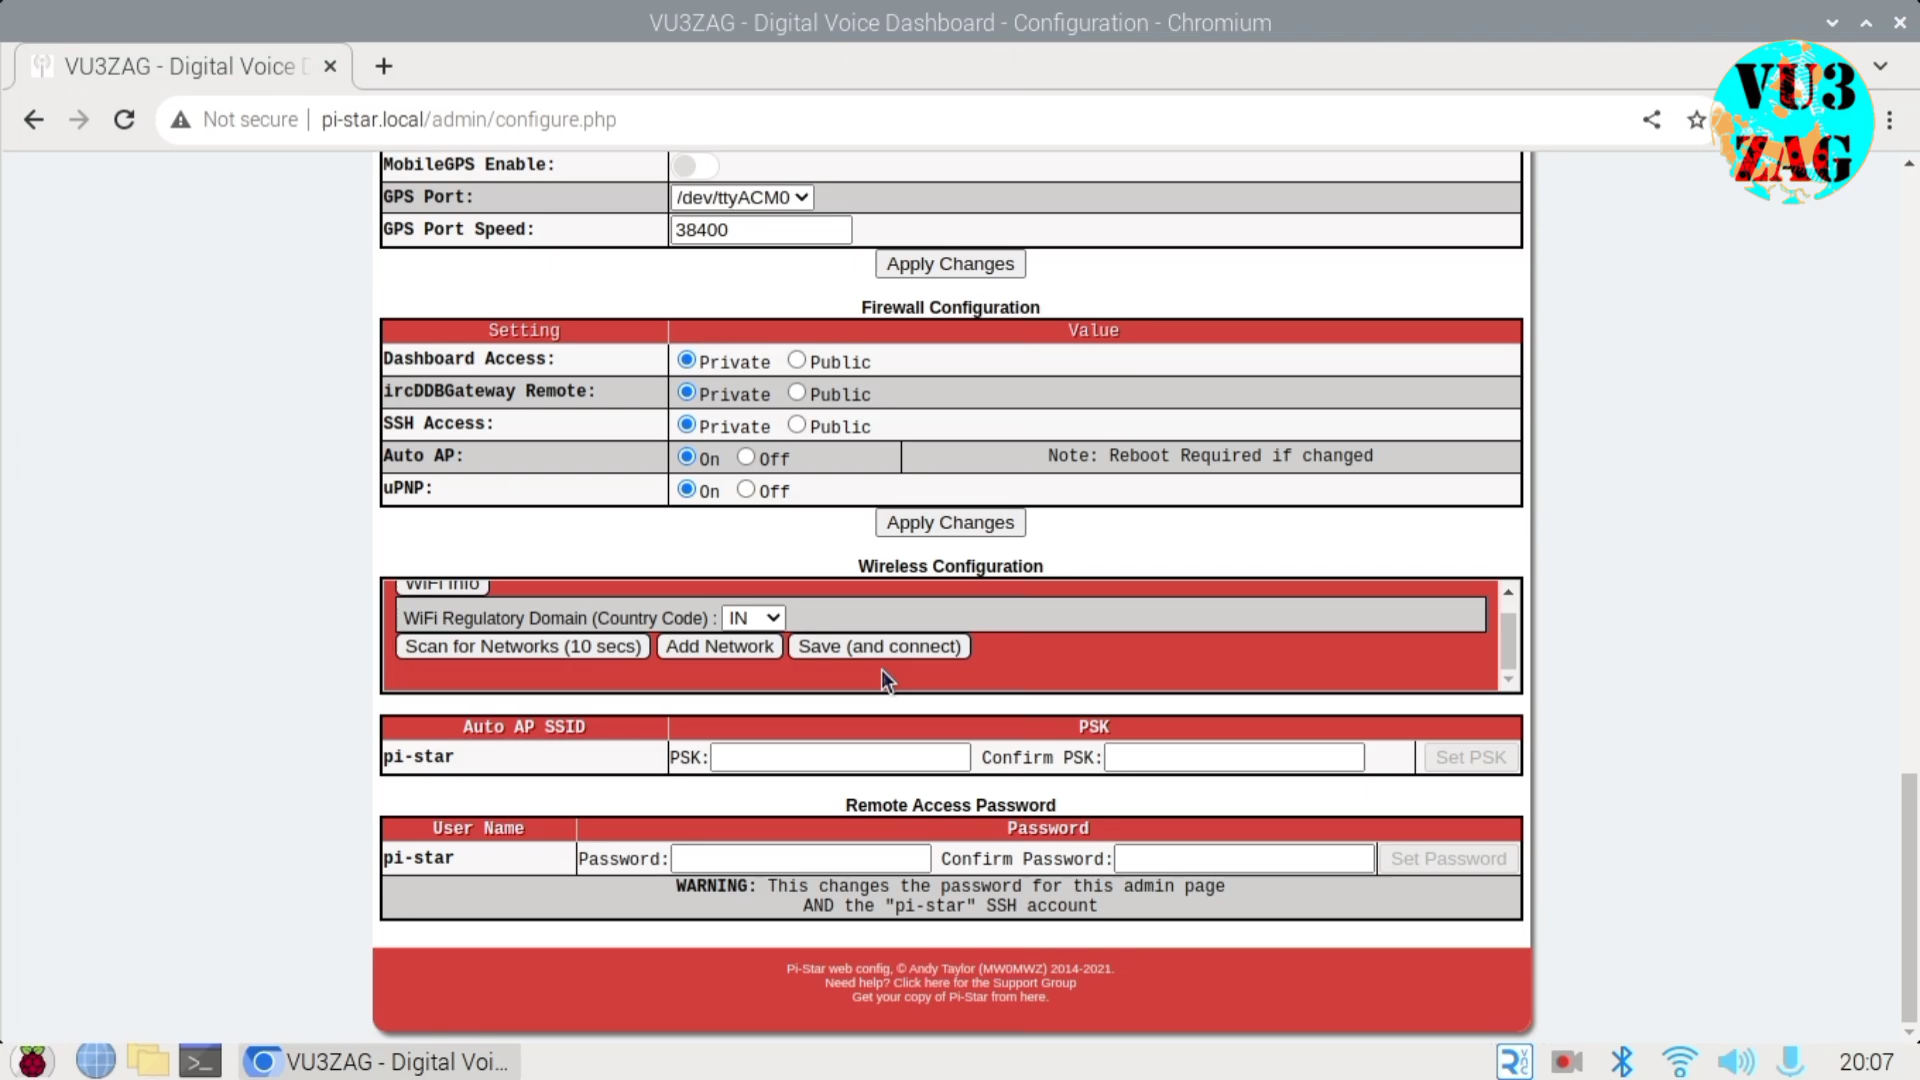 VU3ZAG - Digital Voice Dashboard - Configuration - Chromium
VU3ZAG - Digital Voice D
Not secure | pi-star.local/admin/configure.php
VU3
ZAG
MobileGPS Enable:
GPS Port: /dev/ttyACM0
GPS Port Speed: 38400
Apply Changes
Firewall Configuration
Setting Value
Dashboard Access: Private Public
ircDDBGateway Remote: Private Public
SSH Access: Private Public
Auto AP: On Off Note: Reboot Required if changed
uPNP: On Off
Apply Changes
Wireless Configuration
WiFi Info
WiFi Regulatory Domain (Country Code) : IN
Scan for Networks (10 secs) Add Network Save (and connect)
Auto AP SSID PSK
pi-star PSK: Confirm PSK: Set PSK
Remote Access Password
User Name Password
pi-star Password: Confirm Password: Set Password
WARNING: This changes the password for this admin page
AND the "pi-star" SSH account
Pi-Star web config, © Andy Taylor (MW0MWZ) 2014-2021.
Need help? Click here for the Support Group
Get your copy of Pi-Star from here.
VU3ZAG - Digital Voi... 20:07